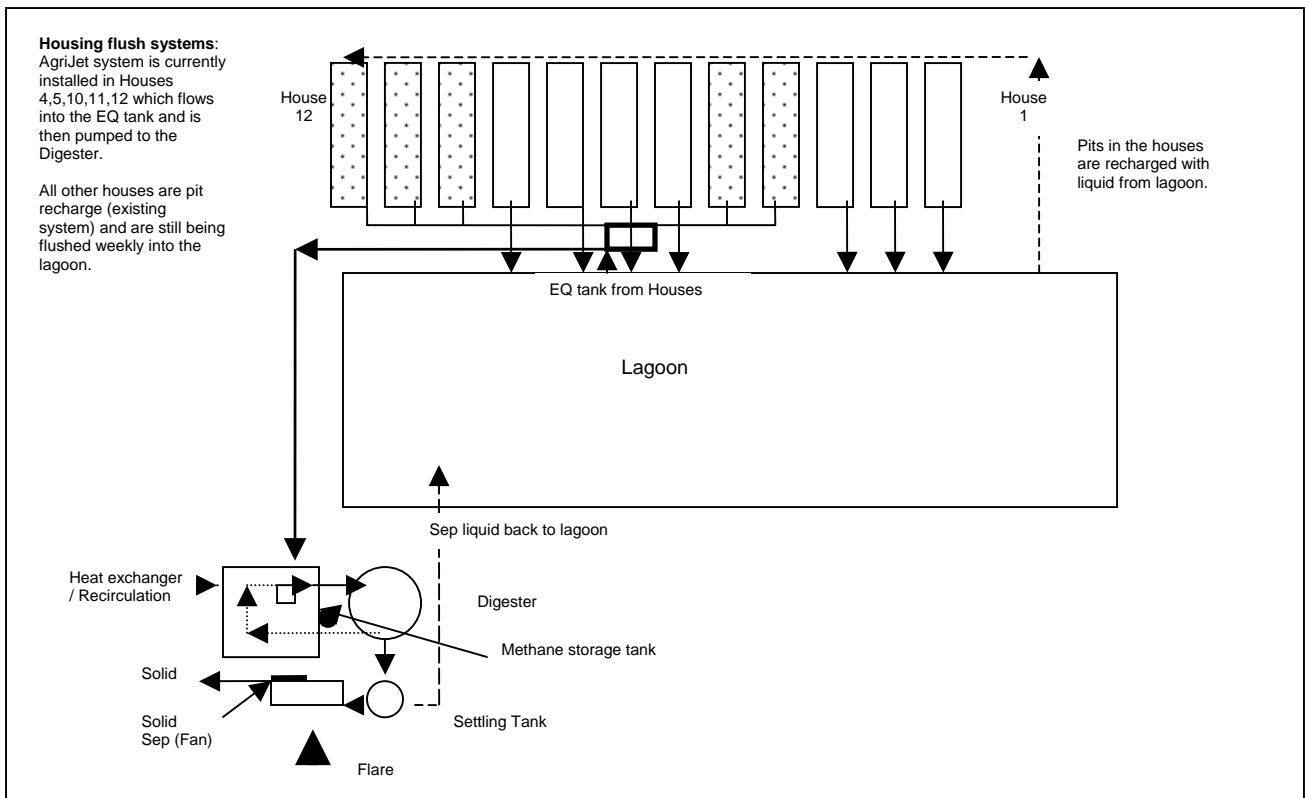 Housing flush systems:
AgriJet system is currently
installed in Houses
4,5,10,11,12 which flows
into the EQ tank and is
then pumped to the
Digester.
All other houses are pit
recharge (existing
system) and are still being
flushed weekly into the
lagoon.
House
12
House
1
Pits in the houses
are recharged with
liquid from lagoon.
EQ tank from Houses
Lagoon
Sep liquid back to lagoon
Heat exchanger
/ Recirculation
Digester
Methane storage tank
Solid
Solid
Sep (Fan)
Settling Tank
Flare